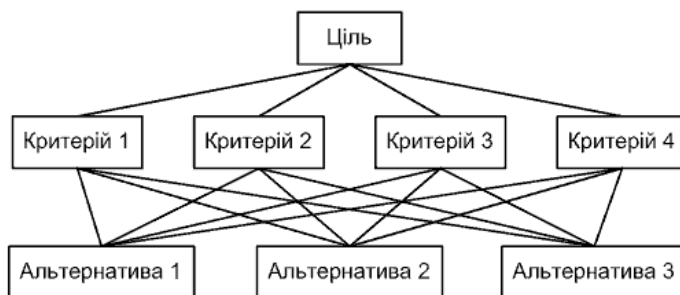 Ціль
Критерій 1
Критерій 2
Критерій 3
Критерій 4
Альтернатива 1
Альтернатива 2
Альтернатива 3